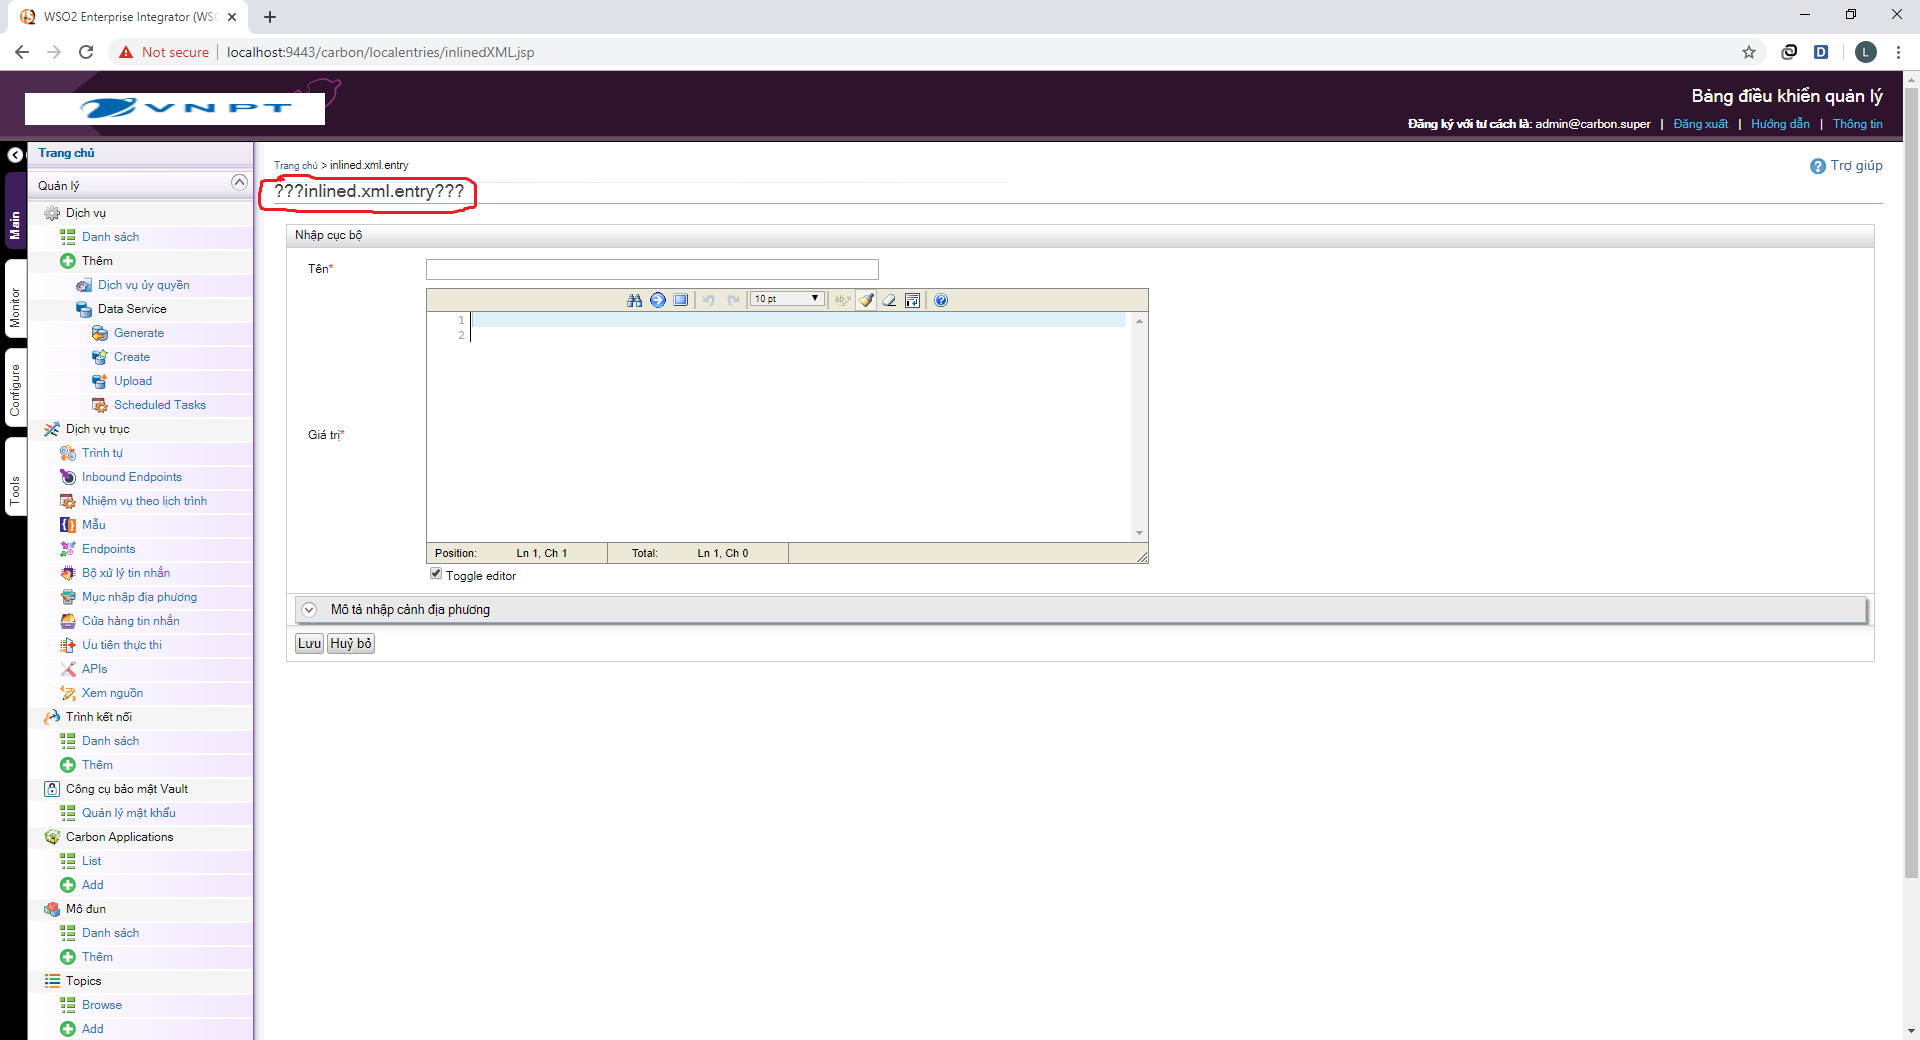 WSO2 Enterprise Integrator (WSO
Not secure
localhost:9443/carbon/localentries/inlinedXML.jsp
D
L
VNPT
Bảng điều khiển quản lý
Đăng ký với tư cách là: admin@carbon.super | Đăng xuất | Hướng dẫn | Thông tin
Main
Monitor
Configure
Tools
Trang chủ
Quản lý
Dịch vụ
Danh sách
Thêm
Dịch vụ ủy quyền
Data Service
Generate
Create
Upload
Scheduled Tasks
Dịch vụ trục
Trình tự
Inbound Endpoints
Nhiệm vụ theo lịch trình
Mẫu
Endpoints
Bộ xử lý tin nhắn
Mục nhập địa phương
Cửa hàng tin nhắn
Ưu tiên thực thi
APIs
Xem nguồn
Trình kết nối
Danh sách
Thêm
Công cụ bảo mật Vault
Quản lý mật khẩu
Carbon Applications
List
Add
Mô đun
Danh sách
Thêm
Topics
Browse
Add
Trang chủ > inlined.xml.entry
Trợ giúp
???inlined.xml.entry???
Nhập cục bộ
Tên*
10 pt
1
2
Giá trị*
Position: Ln 1, Ch 1 Total: Ln 1, Ch 0
Toggle editor
Mô tả nhập cảnh địa phương
Lưu Huỷ bỏ